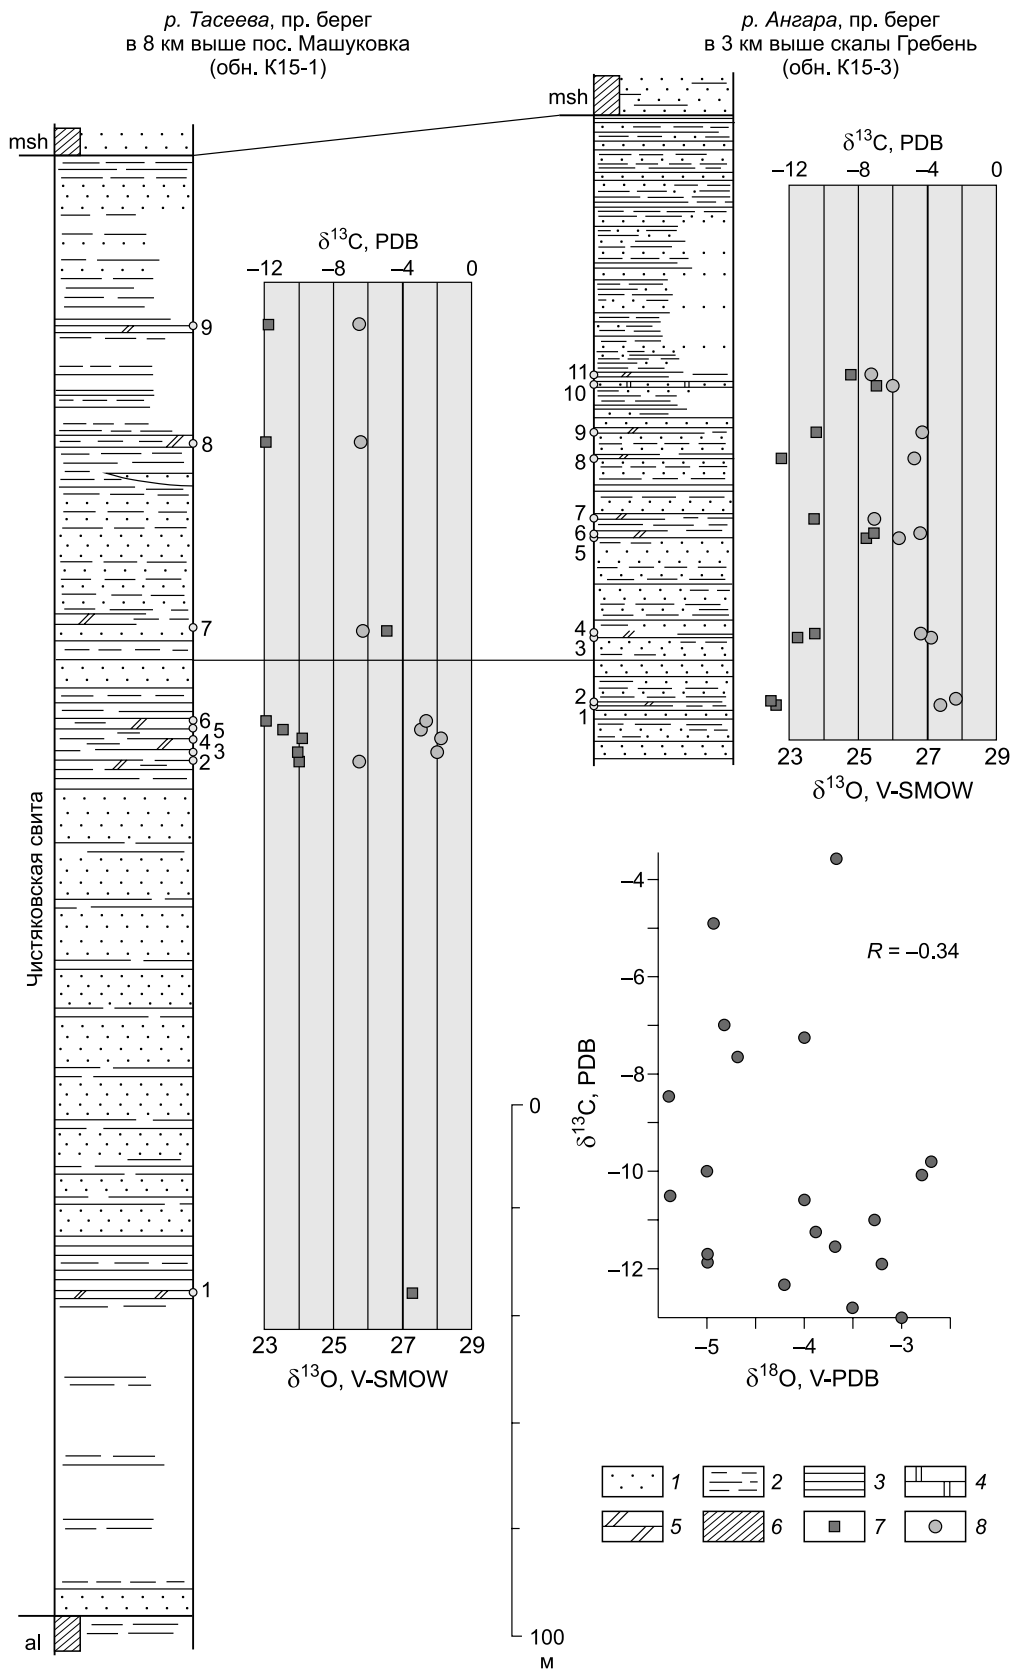 р. Тасеева, пр. берег
в 8 км выше пос. Машуковка
(обн. К15-1)
р. Ангара, пр. берег
в 3 км выше скалы Гребень
(обн. К15-3)
msh
msh
Чистяковская свита
al
9
8
7
6
5
4
3
2
1
δ¹³C, PDB
–12 –8 –4 0
23 25 27 29
δ¹³O, V-SMOW
11
10
9
8
7
6
5
4
3
2
1
δ¹³C, PDB
–12 –8 –4 0
23 25 27 29
δ¹³O, V-SMOW
0
100
м
δ¹³C, PDB
–4
–6
–8
–10
–12
R = –0.34
–5 –4 –3
δ¹⁸O, V-PDB
1 2 3 4
5 6 7 8